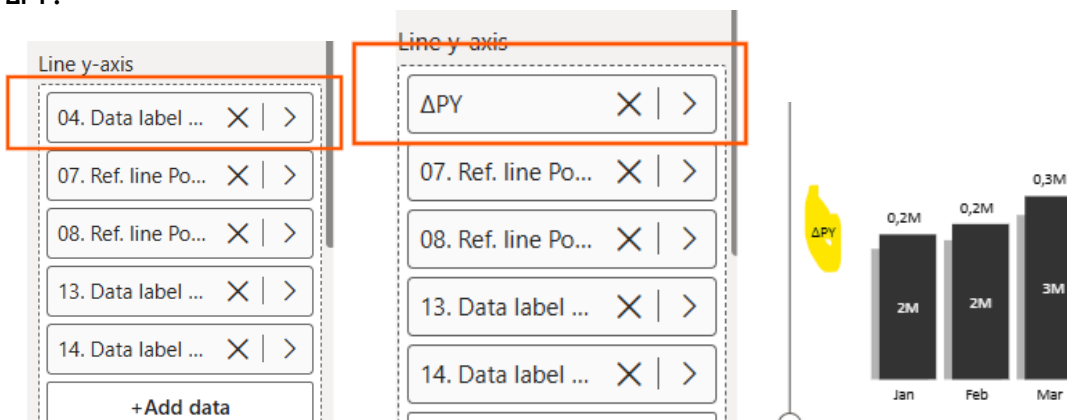 Line y-axis
04. Data label ...
07. Ref. line Po...
08. Ref. line Po...
13. Data label ...
14. Data label ...
+Add data
Line y-axis
ΔPY
07. Ref. line Po...
08. Ref. line Po...
13. Data label ...
14. Data label ...
ΔPY
0,2M
0,2M
0,3M
2M
2M
3M
Jan
Feb
Mar